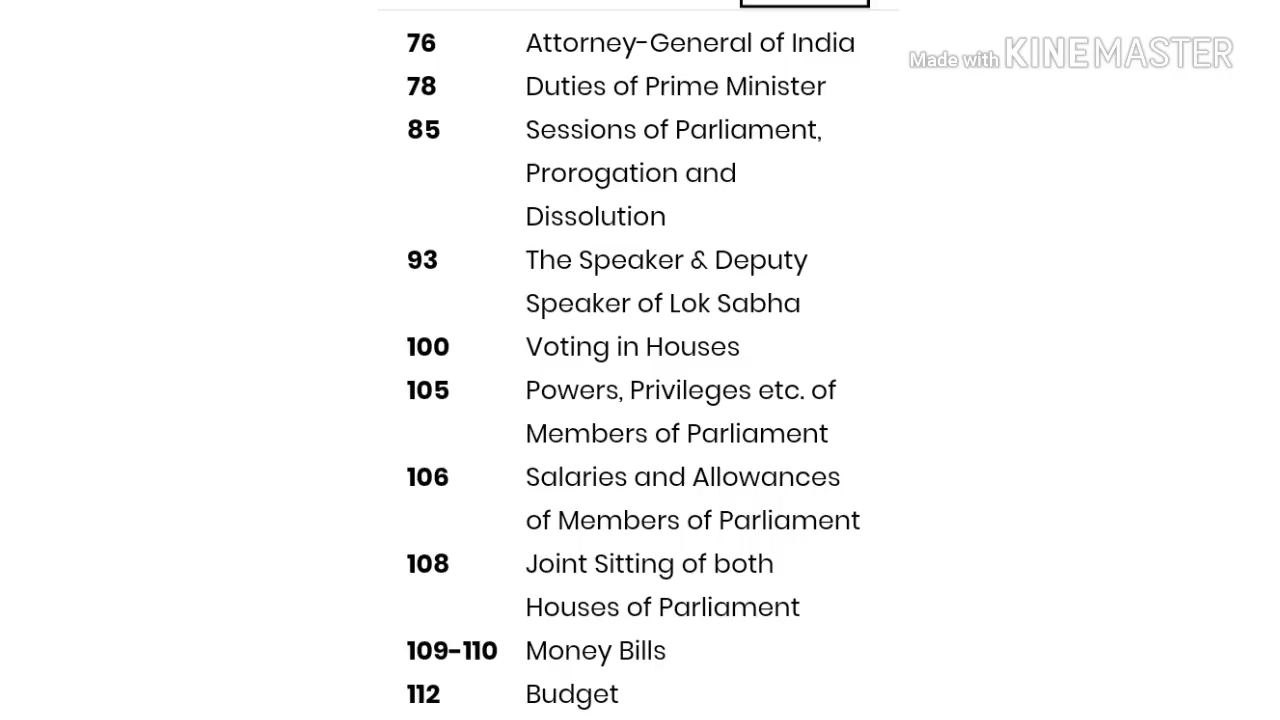 76 Attorney-General of India
Made with KINEMASTER
78 Duties of Prime Minister
85 Sessions of Parliament,
Prorogation and
Dissolution
93 The Speaker & Deputy
Speaker of Lok Sabha
100 Voting in Houses
105 Powers, Privileges etc. of
Members of Parliament
106 Salaries and Allowances
of Members of Parliament
108 Joint Sitting of both
Houses of Parliament
109-110 Money Bills
112 Budget